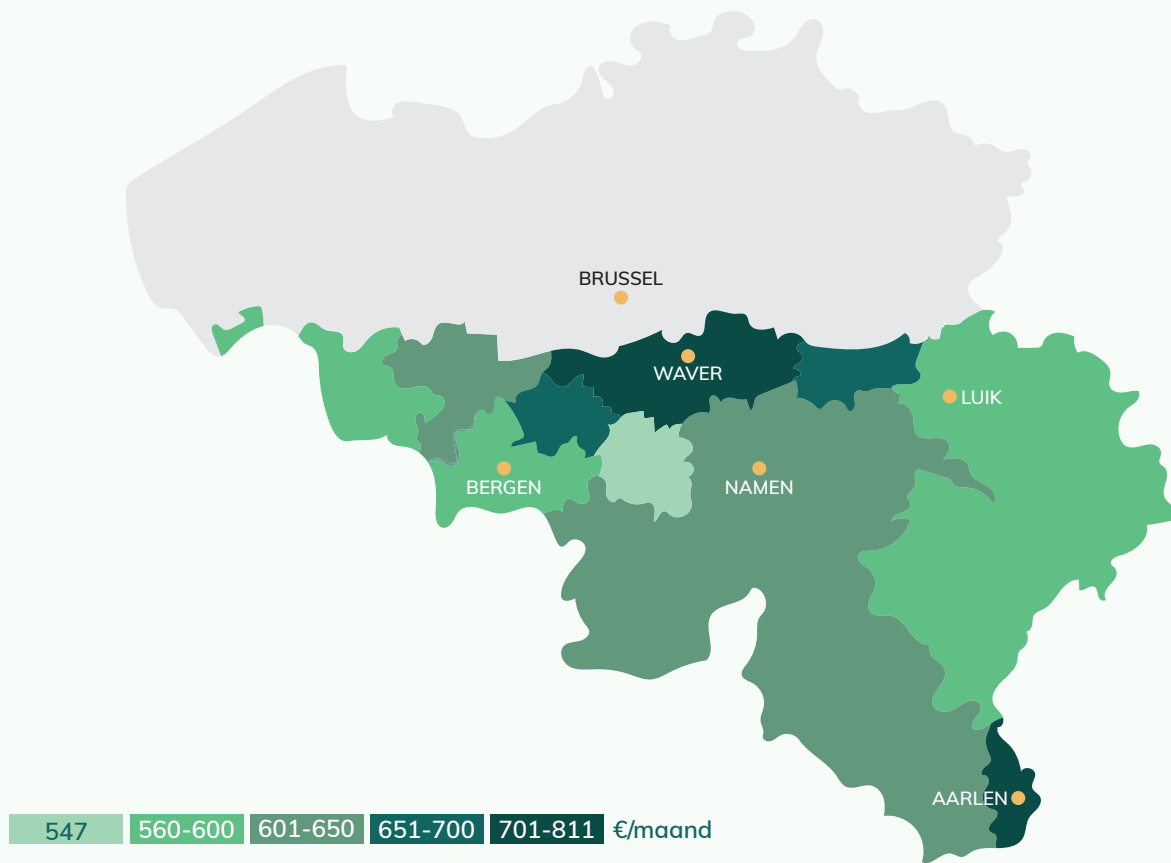 BRUSSEL
WAVER
LUIK
BERGEN
NAMEN
AARLEN
547 560-600 601-650 651-700 701-811 €/maand